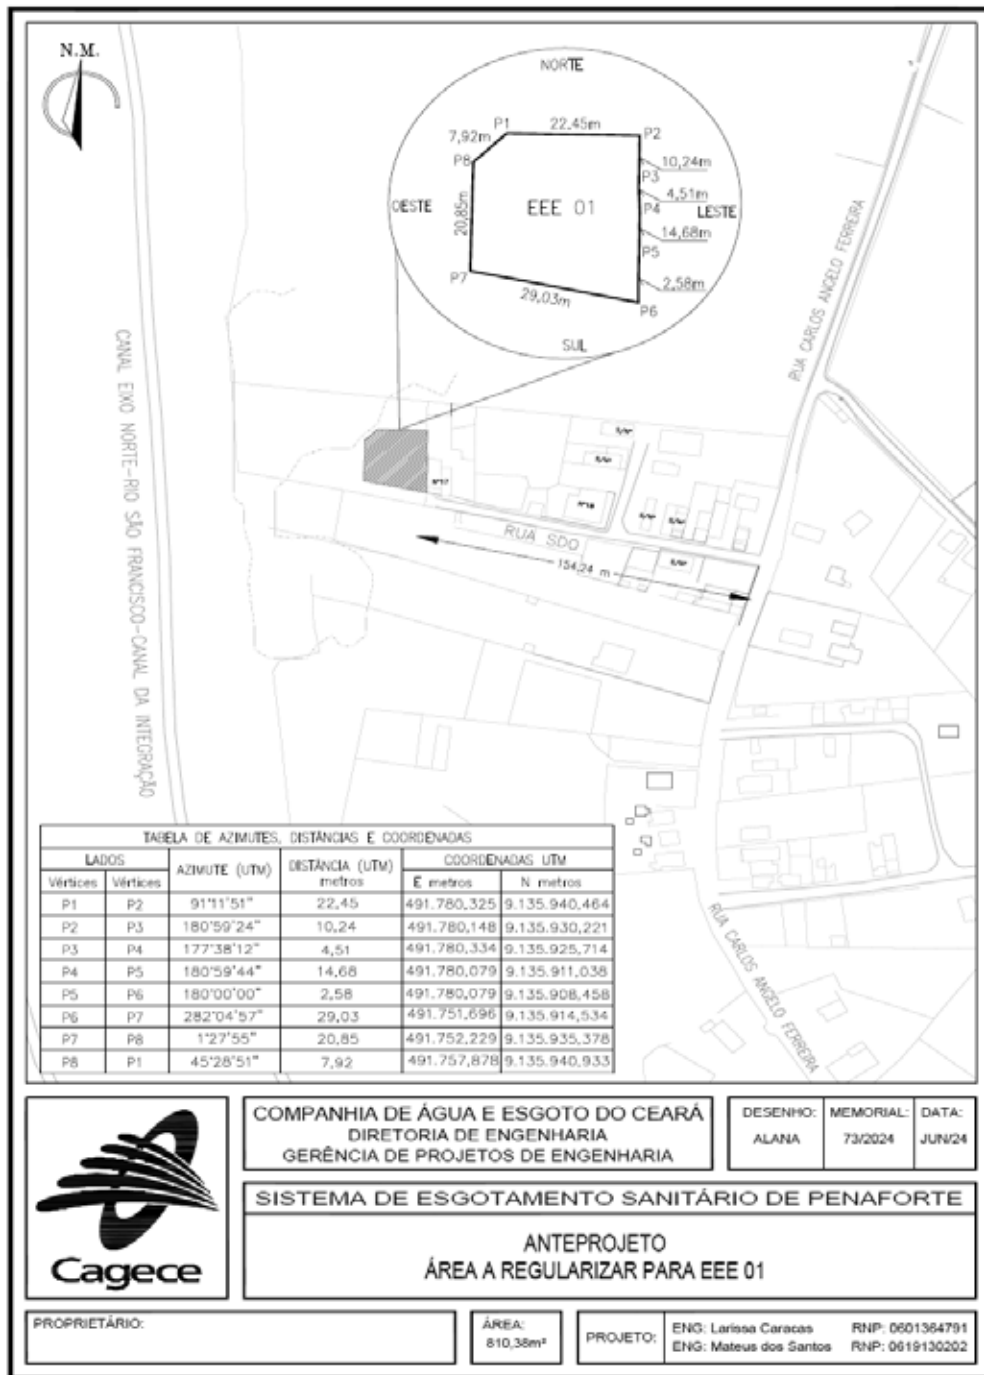 N.M.
NORTE
P1
22,45m
P2
7,92m
P8
10,24m
P3
4,51m
OESTE
EEE 01
P4
LESTE
20,85m
14,68m
P5
P7
2,58m
29,03m
P6
SUL
RUA CARLOS ANGELO FERREIRA
CANAL EIXO NORTE-RIO SÃO FRANCISCO-CANAL DA INTEGRAÇÃO
S/Nº
S/Nº
Nº17
Nº18
S/Nº
S/Nº
RUA SDO
S/Nº
154,24 m
RUA CARLOS ANGELO FERREIRA
TABELA DE AZIMUTES, DISTÂNCIAS E COORDENADAS
LADOS AZIMUTE (UTM) DISTÂNCIA (UTM) metros COORDENADAS UTM
Vértices Vértices E metros N metros
P1 P2 91°11'51" 22,45 491.780,325 9.135.940,464
P2 P3 180°59'24" 10,24 491.780,148 9.135.930,221
P3 P4 177°38'12" 4,51 491.780,334 9.135.925,714
P4 P5 180°59'44" 14,68 491.780,079 9.135.911,038
P5 P6 180°00'00" 2,58 491.780,079 9.135.908,458
P6 P7 282°04'57" 29,03 491.751,696 9.135.914,534
P7 P8 1°27'55" 20,85 491.752,229 9.135.935,378
P8 P1 45°28'51" 7,92 491.757,878 9.135.940,933
Cagece
COMPANHIA DE ÁGUA E ESGOTO DO CEARÁ
DIRETORIA DE ENGENHARIA
GERÊNCIA DE PROJETOS DE ENGENHARIA
DESENHO: MEMORIAL: DATA:
ALANA 73/2024 JUN/24
SISTEMA DE ESGOTAMENTO SANITÁRIO DE PENAFORTE
ANTEPROJETO
ÁREA A REGULARIZAR PARA EEE 01
PROPRIETÁRIO:
ÁREA:
810,38m²
PROJETO:
ENG: Larissa Caracas RNP: 0601364791
ENG: Mateus dos Santos RNP: 0619130202